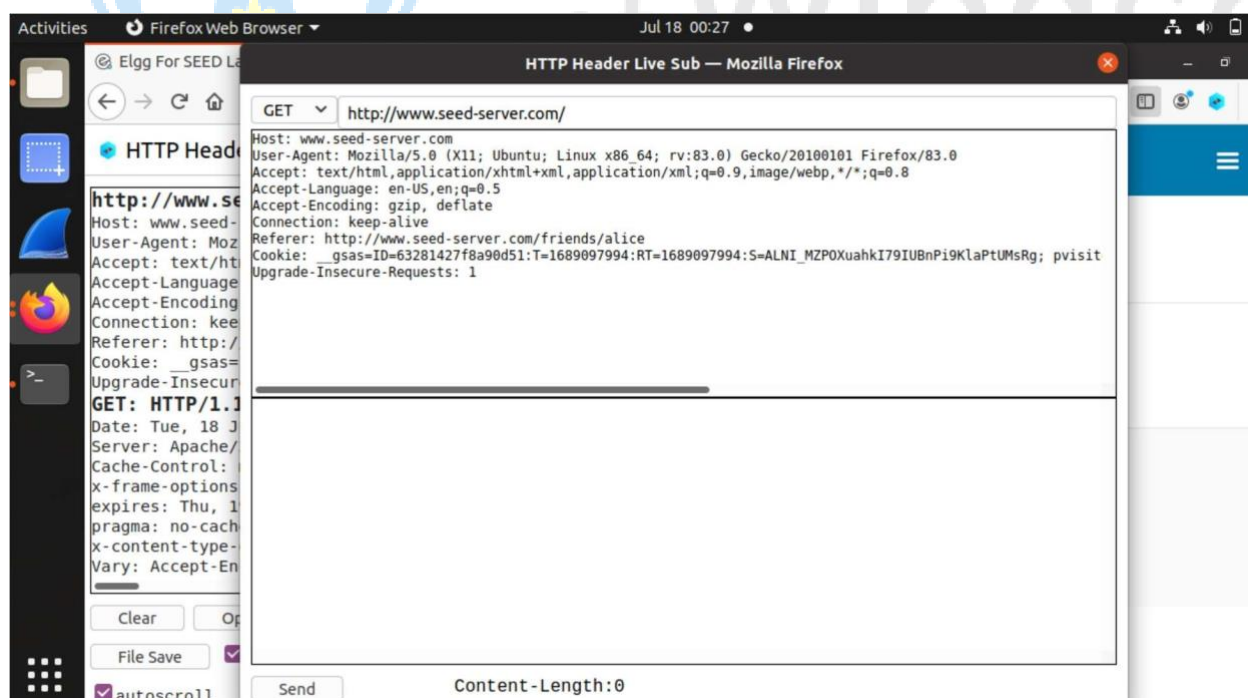 Activities Firefox Web Browser Jul 18 00:27
Elgg For SEED La
HTTP Header Live Sub — Mozilla Firefox
GET http://www.seed-server.com/
HTTP Heade
Host: www.seed-server.com
User-Agent: Mozilla/5.0 (X11; Ubuntu; Linux x86_64; rv:83.0) Gecko/20100101 Firefox/83.0
Accept: text/html,application/xhtml+xml,application/xml;q=0.9,image/webp,*/*;q=0.8
Accept-Language: en-US,en;q=0.5
Accept-Encoding: gzip, deflate
Connection: keep-alive
Referer: http://www.seed-server.com/friends/alice
Cookie: __gsas=ID=63281427f8a90d51:T=1689097994:RT=1689097994:S=ALNI_MZPOXuahkI79IUBnPi9KlaPtUMsRg; pvisit
Upgrade-Insecure-Requests: 1
http://www.se
Host: www.seed-
User-Agent: Moz
Accept: text/ht
Accept-Language
Accept-Encoding
Connection: kee
Referer: http:/
Cookie: __gsas=
Upgrade-Insecur
GET: HTTP/1.1
Date: Tue, 18 J
Server: Apache/
Cache-Control:
x-frame-options
expires: Thu, 1
pragma: no-cach
x-content-type-
Vary: Accept-En
Clear Op
File Save
autoscroll
Send Content-Length:0